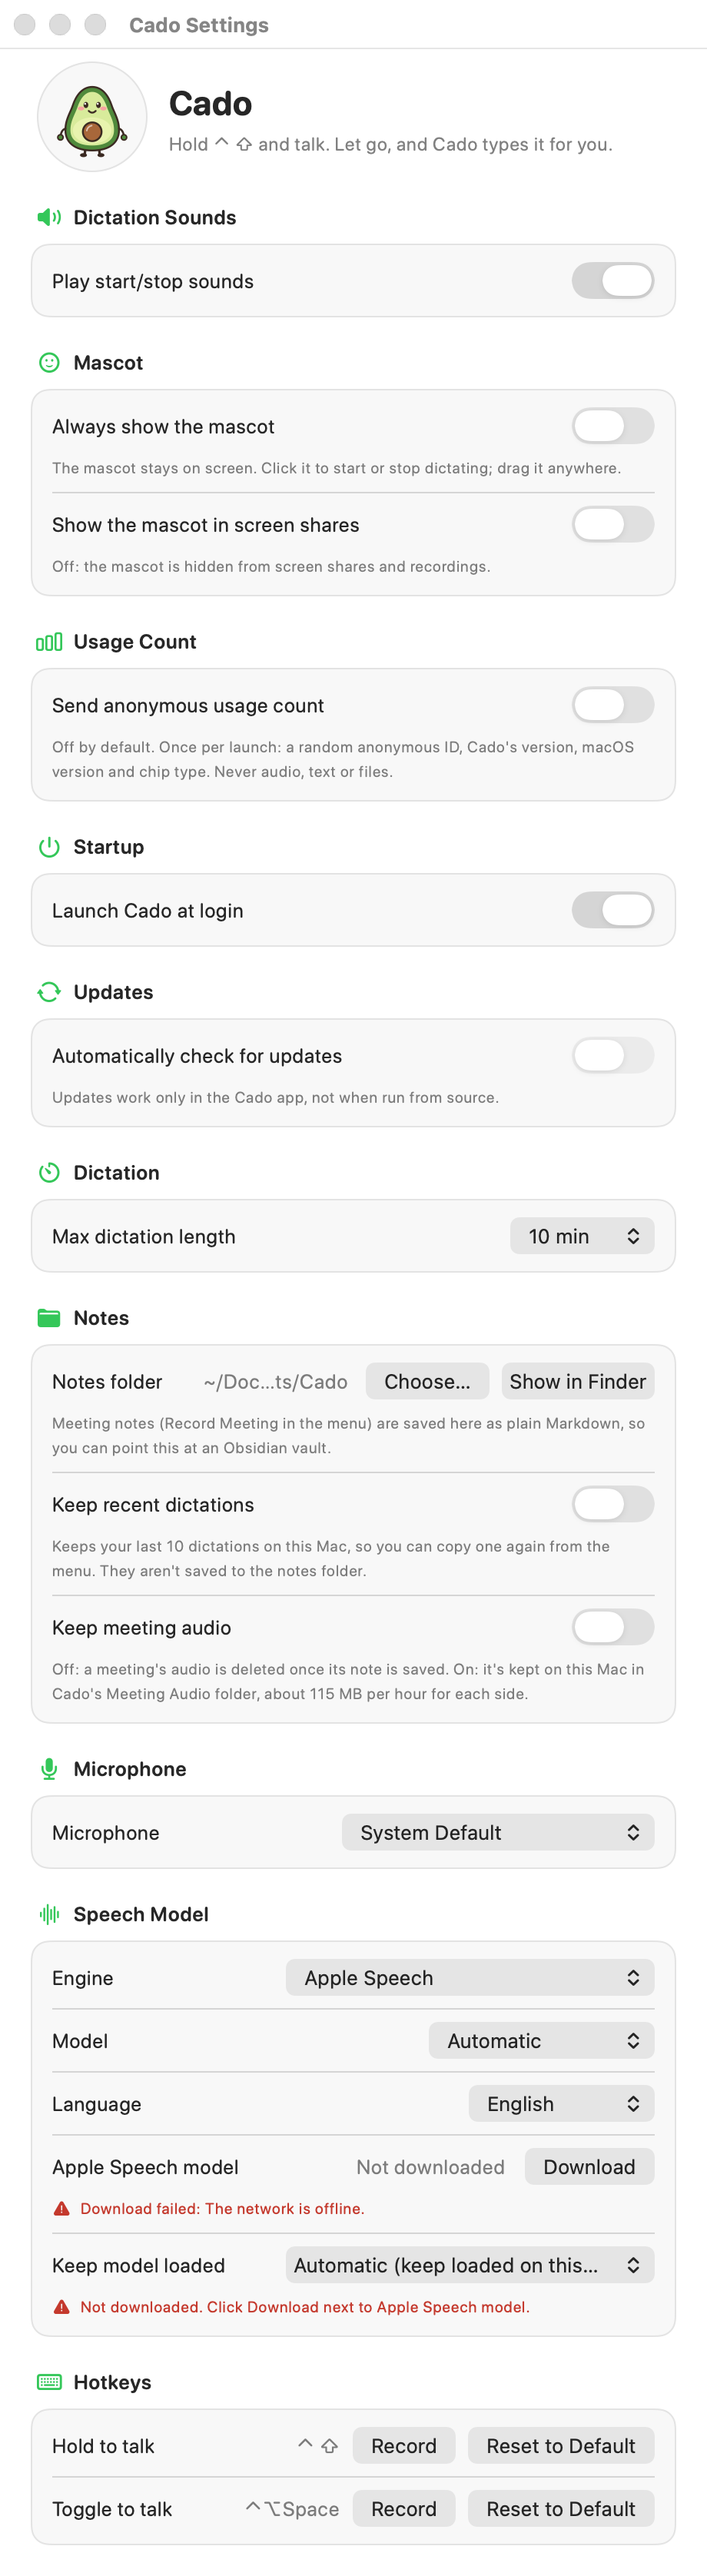 Cado Settings
Cado
Hold ⌃ ⇧ and talk. Let go, and Cado types it for you.
Dictation Sounds
Play start/stop sounds
Mascot
Always show the mascot
The mascot stays on screen. Click it to start or stop dictating; drag it anywhere.
Show the mascot in screen shares
Off: the mascot is hidden from screen shares and recordings.
Usage Count
Send anonymous usage count
Off by default. Once per launch: a random anonymous ID, Cado's version, macOS
version and chip type. Never audio, text or files.
Startup
Launch Cado at login
Updates
Automatically check for updates
Updates work only in the Cado app, not when run from source.
Dictation
Max dictation length 10 min
Notes
Notes folder ~/Doc...ts/Cado Choose... Show in Finder
Meeting notes (Record Meeting in the menu) are saved here as plain Markdown, so
you can point this at an Obsidian vault.
Keep recent dictations
Keeps your last 10 dictations on this Mac, so you can copy one again from the
menu. They aren't saved to the notes folder.
Keep meeting audio
Off: a meeting's audio is deleted once its note is saved. On: it's kept on this Mac in
Cado's Meeting Audio folder, about 115 MB per hour for each side.
Microphone
Microphone System Default
Speech Model
Engine Apple Speech
Model Automatic
Language English
Apple Speech model Not downloaded Download
Download failed: The network is offline.
Keep model loaded Automatic (keep loaded on this...
Not downloaded. Click Download next to Apple Speech model.
Hotkeys
Hold to talk ⌃ ⇧ Record Reset to Default
Toggle to talk ⌃⌥Space Record Reset to Default